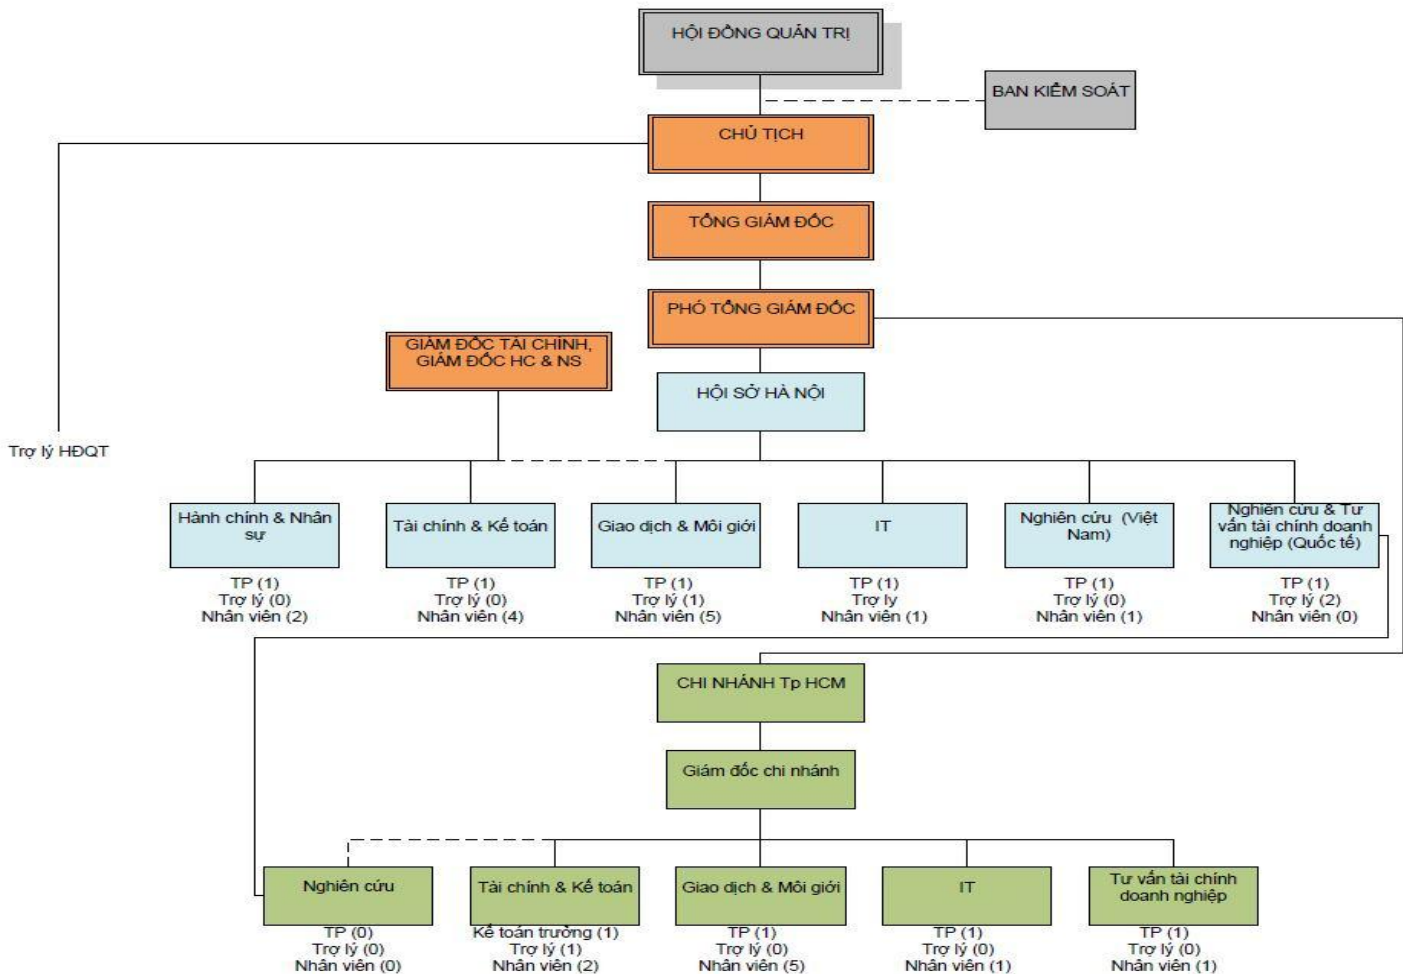 HỘI ĐỒNG QUẢN TRỊ
BAN KIỂM SOÁT
CHỦ TỊCH
TỔNG GIÁM ĐỐC
PHÓ TỔNG GIÁM ĐỐC
GIÁM ĐỐC TÀI CHÍNH,
GIÁM ĐỐC HC & NS
HỘI SỞ HÀ NỘI
Trợ lý HĐQT
Hành chính & Nhân
sự
Tài chính & Kế toán
Giao dịch & Môi giới
IT
Nghiên cứu (Việt
Nam)
Nghiên cứu & Tư
vấn tài chính doanh
nghiệp (Quốc tế)
TP (1)
Trợ lý (0)
Nhân viên (2)
TP (1)
Trợ lý (0)
Nhân viên (4)
TP (1)
Trợ lý (1)
Nhân viên (5)
TP (1)
Trợ ly
Nhân viên (1)
TP (1)
Trợ lý (0)
Nhân viên (1)
TP (1)
Trợ lý (2)
Nhân viên (0)
CHI NHÁNH Tp HCM
Giám đốc chi nhánh
Nghiên cứu
Tài chính & Kế toán
Giao dịch & Môi giới
IT
Tư vấn tài chính
doanh nghiệp
TP (0)
Trợ lý (0)
Nhân viên (0)
Kế toán trưởng (1)
Trợ lý (1)
Nhân viên (2)
TP (1)
Trợ lý (0)
Nhân viên (5)
TP (1)
Trợ lý (0)
Nhân viên (1)
TP (1)
Trợ lý (0)
Nhân viên (1)